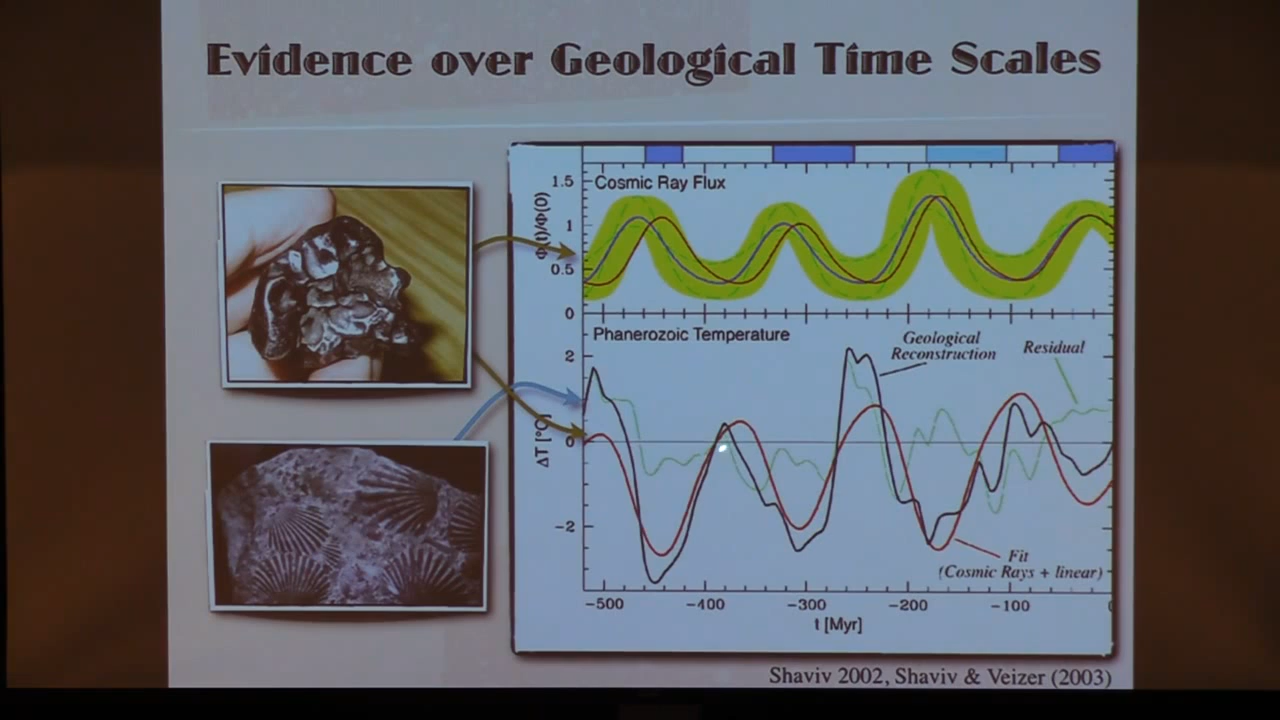 Evidence over Geological Time Scales
Cosmic Ray Flux
Φ(t)/Φ(0)
1.5
1
0.5
0
Phanerozoic Temperature
Geological
Reconstruction
Residual
ΔT [°C]
2
0
−2
Fit
(Cosmic Rays + linear)
−500 −400 −300 −200 −100 0
t [Myr]
Shaviv 2002, Shaviv & Veizer (2003)